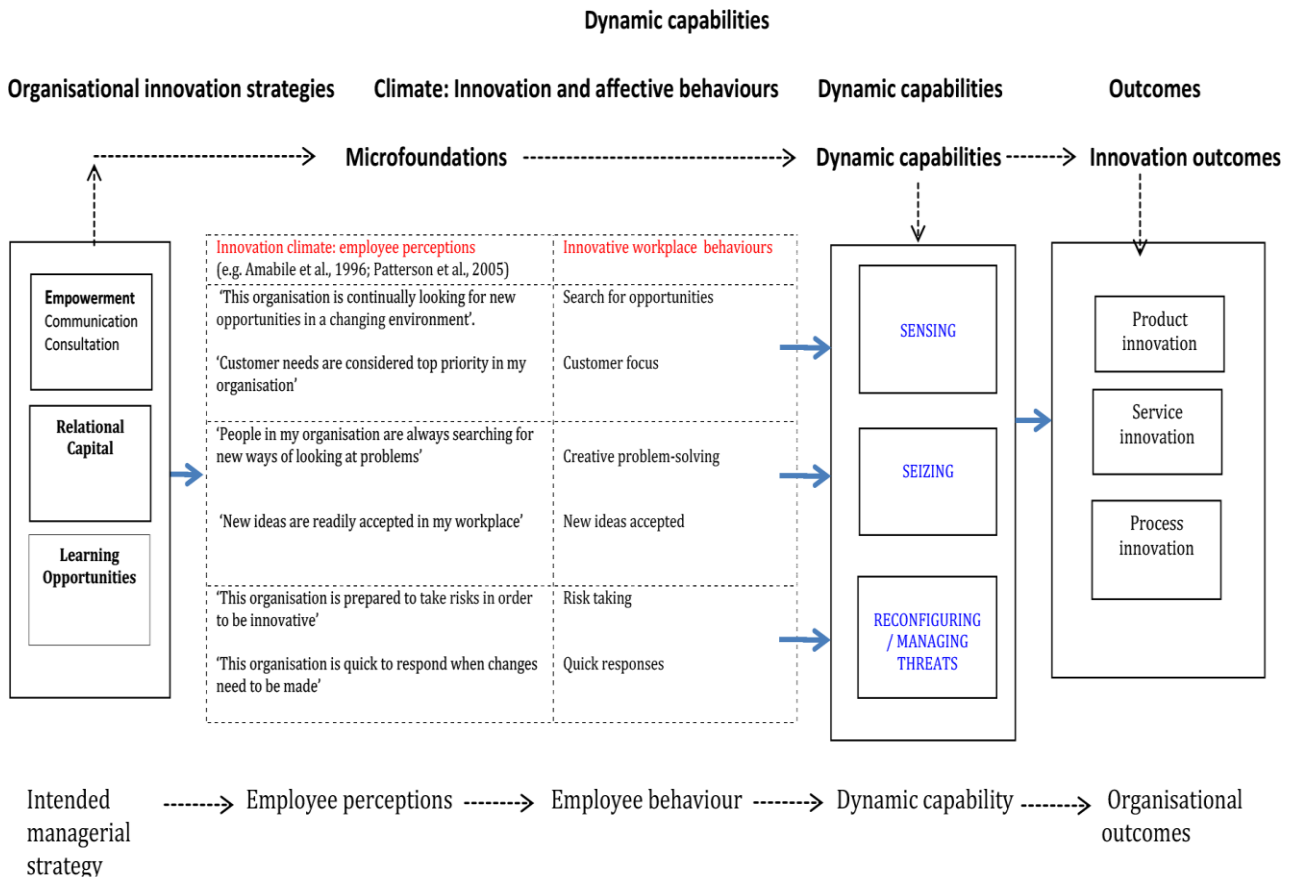 Dynamic capabilities
Organisational innovation strategies
Climate: Innovation and affective behaviours
Dynamic capabilities
Outcomes
Microfoundations
Dynamic capabilities
Innovation outcomes
Empowerment
Communication
Consultation
Relational
Capital
Learning
Opportunities
Innovation climate: employee perceptions
(e.g. Amabile et al., 1996; Patterson et al., 2005)
Innovative workplace behaviours
'This organisation is continually looking for new
opportunities in a changing environment'.
Search for opportunities
'Customer needs are considered top priority in my
organisation'
Customer focus
'People in my organisation are always searching for
new ways of looking at problems'
Creative problem-solving
'New ideas are readily accepted in my workplace'
New ideas accepted
'This organisation is prepared to take risks in order
to be innovative'
Risk taking
'This organisation is quick to respond when changes
need to be made'
Quick responses
SENSING
SEIZING
RECONFIGURING
/ MANAGING
THREATS
Product
innovation
Service
innovation
Process
innovation
Intended
managerial
strategy
Employee perceptions
Employee behaviour
Dynamic capability
Organisational
outcomes